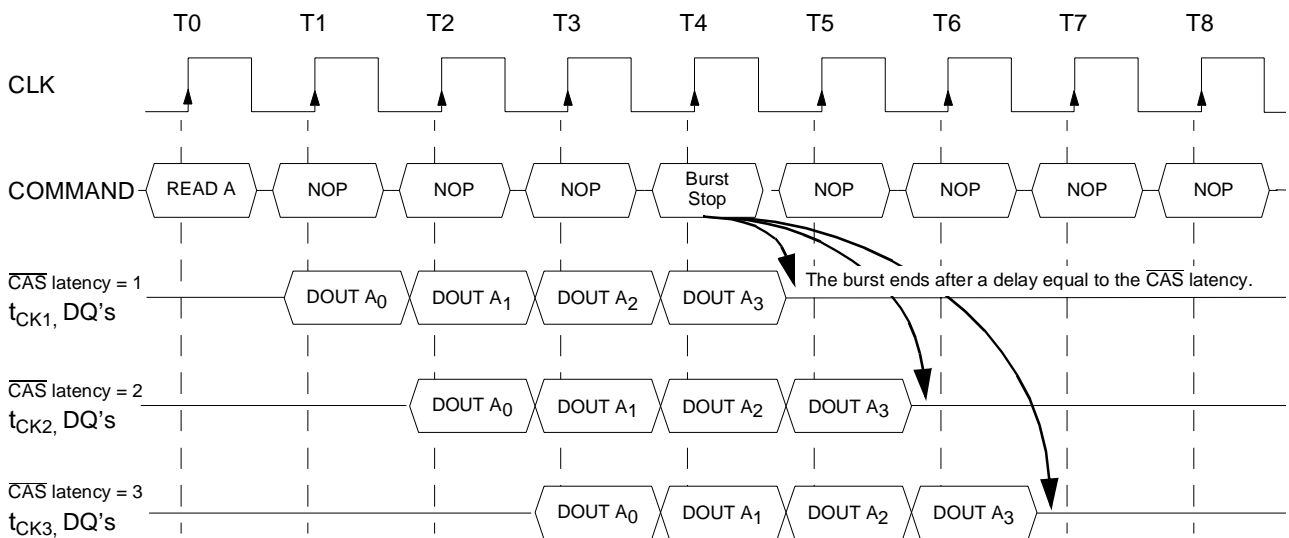 T0 T1 T2 T3 T4 T5 T6 T7 T8
CLK
COMMAND READ A NOP NOP NOP Burst Stop NOP NOP NOP NOP
CAS latency = 1
tCK1, DQ's
DOUT A0 DOUT A1 DOUT A2 DOUT A3
The burst ends after a delay equal to the CAS latency.
CAS latency = 2
tCK2, DQ's
DOUT A0 DOUT A1 DOUT A2 DOUT A3
CAS latency = 3
tCK3, DQ's
DOUT A0 DOUT A1 DOUT A2 DOUT A3